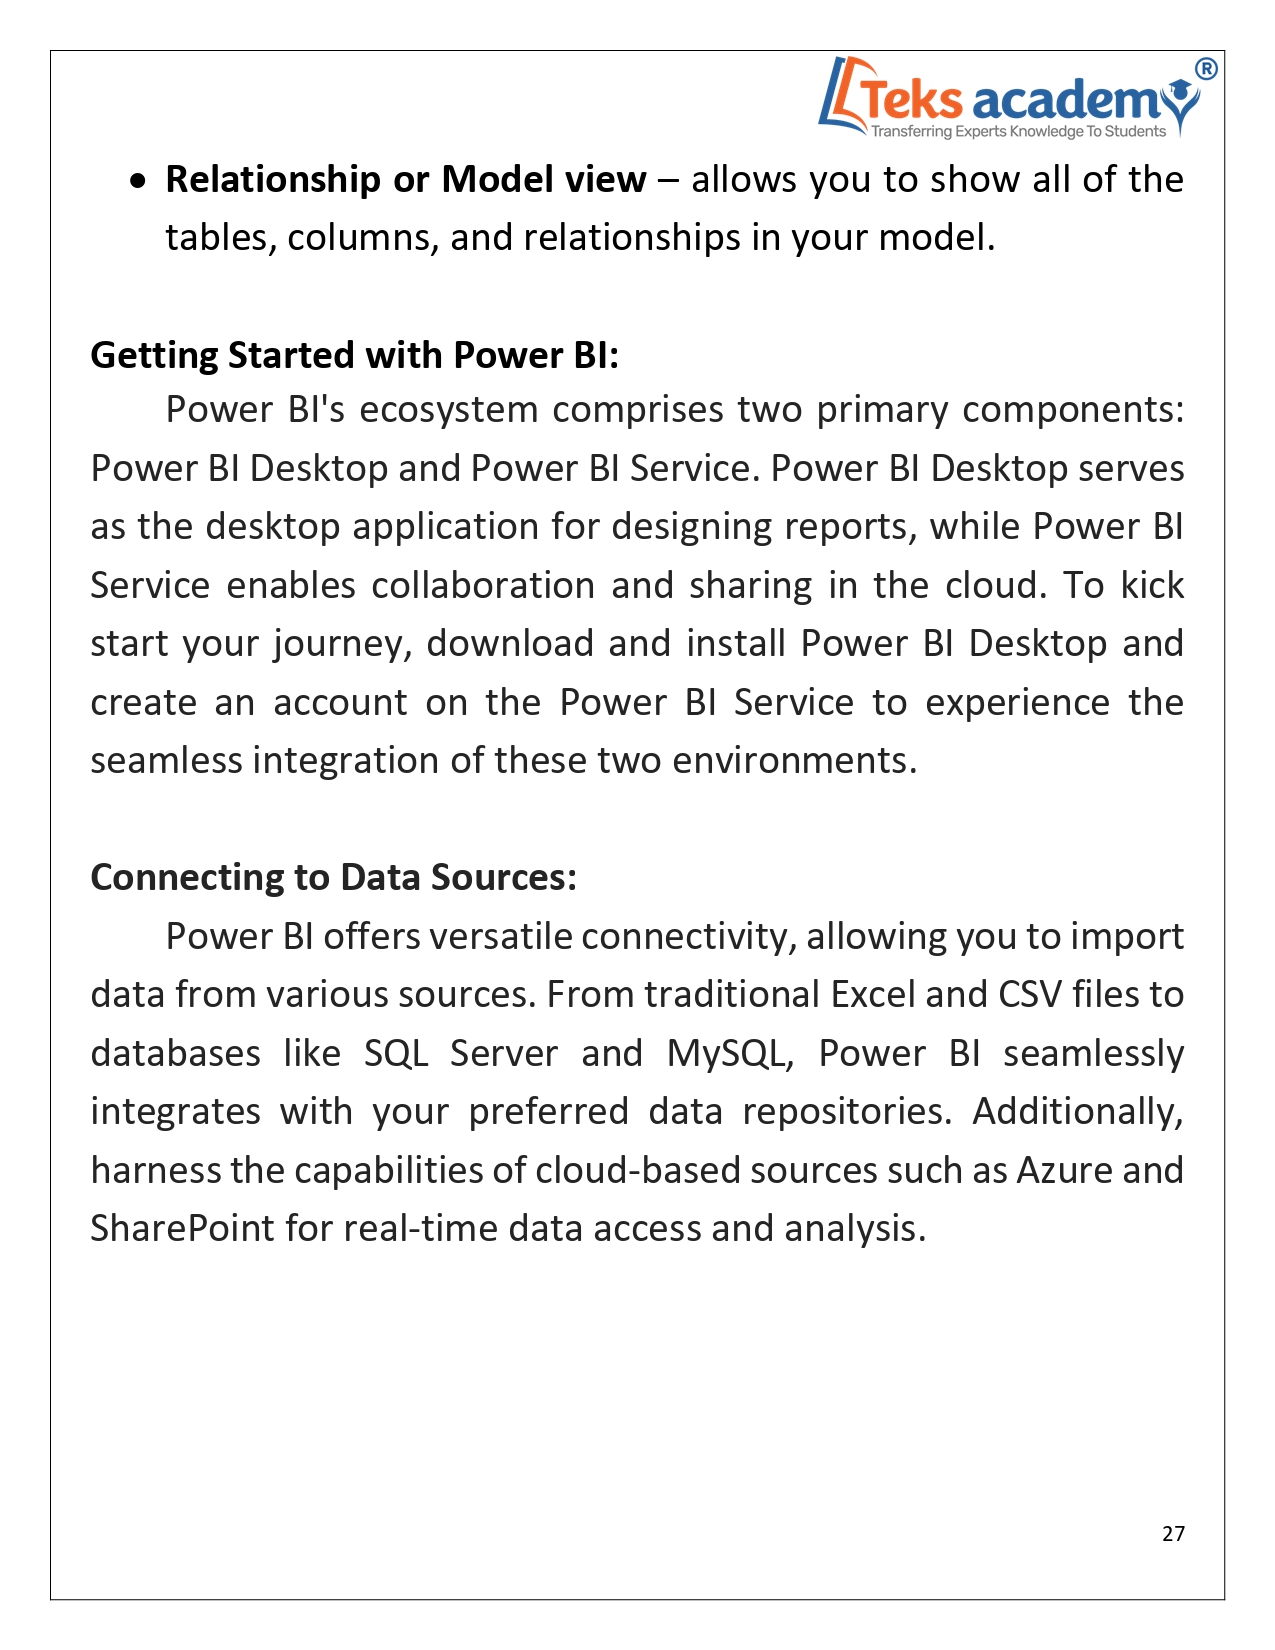 Teks academy ®
Transferring Experts Knowledge To Students
• Relationship or Model view – allows you to show all of the
tables, columns, and relationships in your model.
Getting Started with Power BI:
Power BI's ecosystem comprises two primary components:
Power BI Desktop and Power BI Service. Power BI Desktop serves
as the desktop application for designing reports, while Power BI
Service enables collaboration and sharing in the cloud. To kick
start your journey, download and install Power BI Desktop and
create an account on the Power BI Service to experience the
seamless integration of these two environments.
Connecting to Data Sources:
Power BI offers versatile connectivity, allowing you to import
data from various sources. From traditional Excel and CSV files to
databases like SQL Server and MySQL, Power BI seamlessly
integrates with your preferred data repositories. Additionally,
harness the capabilities of cloud-based sources such as Azure and
SharePoint for real-time data access and analysis.
27